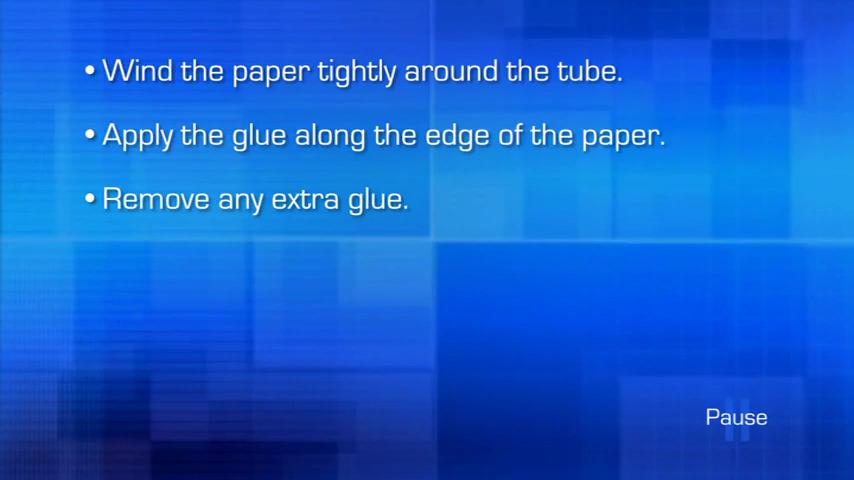 • Wind the paper tightly around the tube.
• Apply the glue along the edge of the paper.
• Remove any extra glue.
Pause